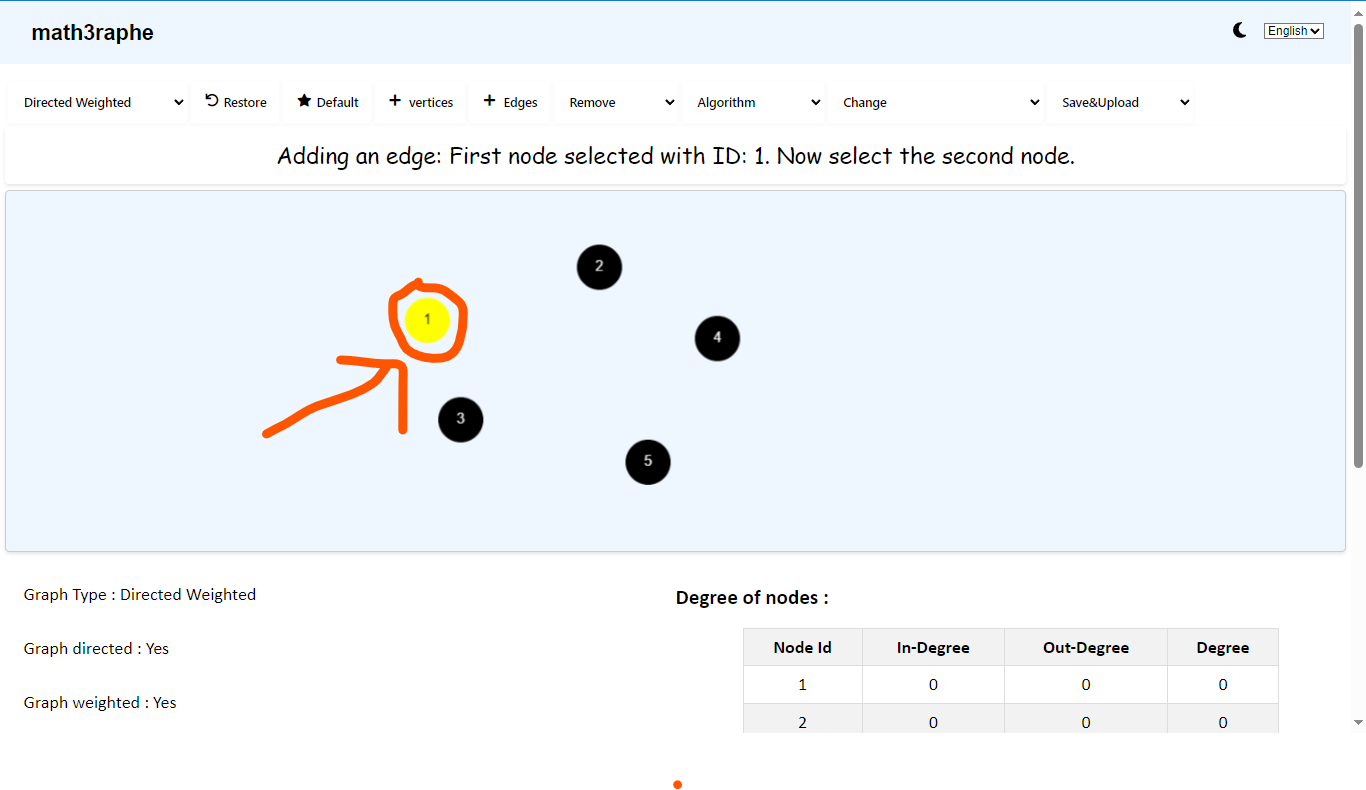 math3raphe
English
Directed Weighted Restore Default vertices Edges Remove Algorithm Change Save&Upload
Adding an edge: First node selected with ID: 1. Now select the second node.
2
1
4
3
5
Graph Type : Directed Weighted
Degree of nodes :
Graph directed : Yes
Node Id In-Degree Out-Degree Degree
1 0 0 0
Graph weighted : Yes
2 0 0 0